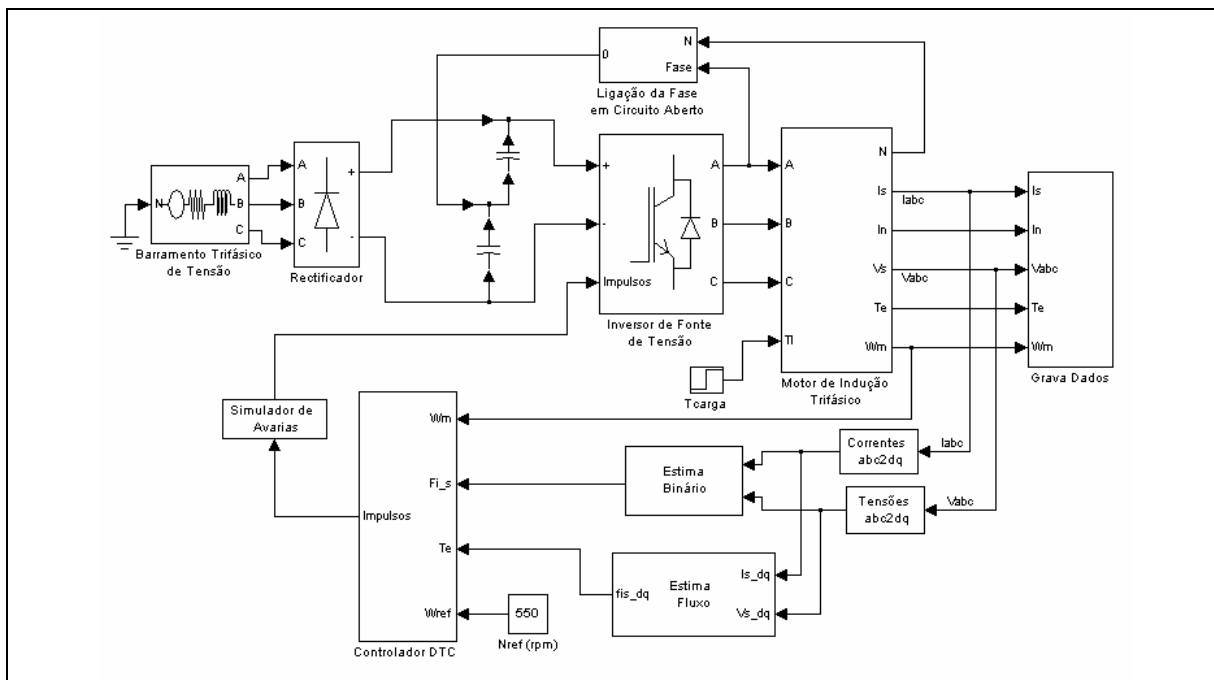 N
0
Fase
Ligação da Fase
em Circuito Aberto
A
N
B
C
Barramento Trifásico
de Tensão
A
B
C
+
-
Rectificador
+
-
Impulsos
A
B
C
Inversor de Fonte
de Tensão
A
B
C
Tl
N
Is
In
Vs
Te
Wm
Motor de Indução
Trifásico
Iabc
Vabc
Is
In
Vabc
Te
Wm
Grava Dados
Tcarga
Simulador de
Avarias
Wm
Fi_s
Impulsos
Te
Wref
Controlador DTC
550
Nref (rpm)
Estima
Binário
Correntes
abc2dq
Iabc
Tensões
abc2dq
Vabc
Is_dq
fis_dq
Estima
Fluxo
Vs_dq